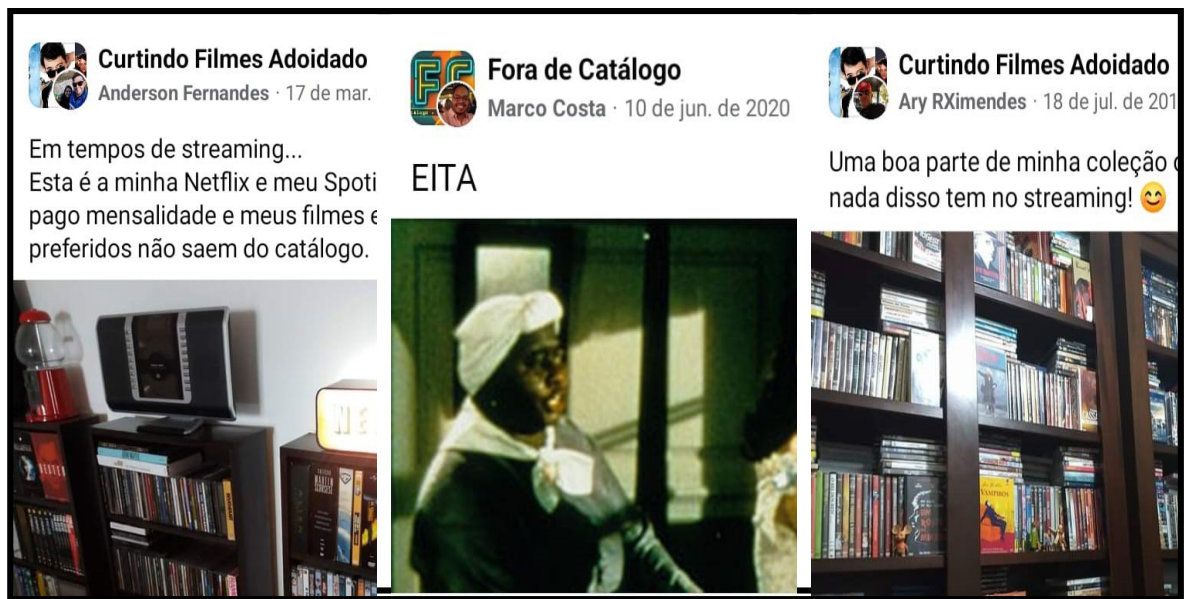 Curtindo Filmes Adoidado
Anderson Fernandes · 17 de mar.
Em tempos de streaming...
Esta é a minha Netflix e meu Spoti
pago mensalidade e meus filmes e
preferidos não saem do catálogo.
Fora de Catálogo
Marco Costa · 10 de jun. de 2020
EITA
Curtindo Filmes Adoidado
Ary RXimendes · 18 de jul. de 201
Uma boa parte de minha coleção
nada disso tem no streaming! 😊
VAMPIROS